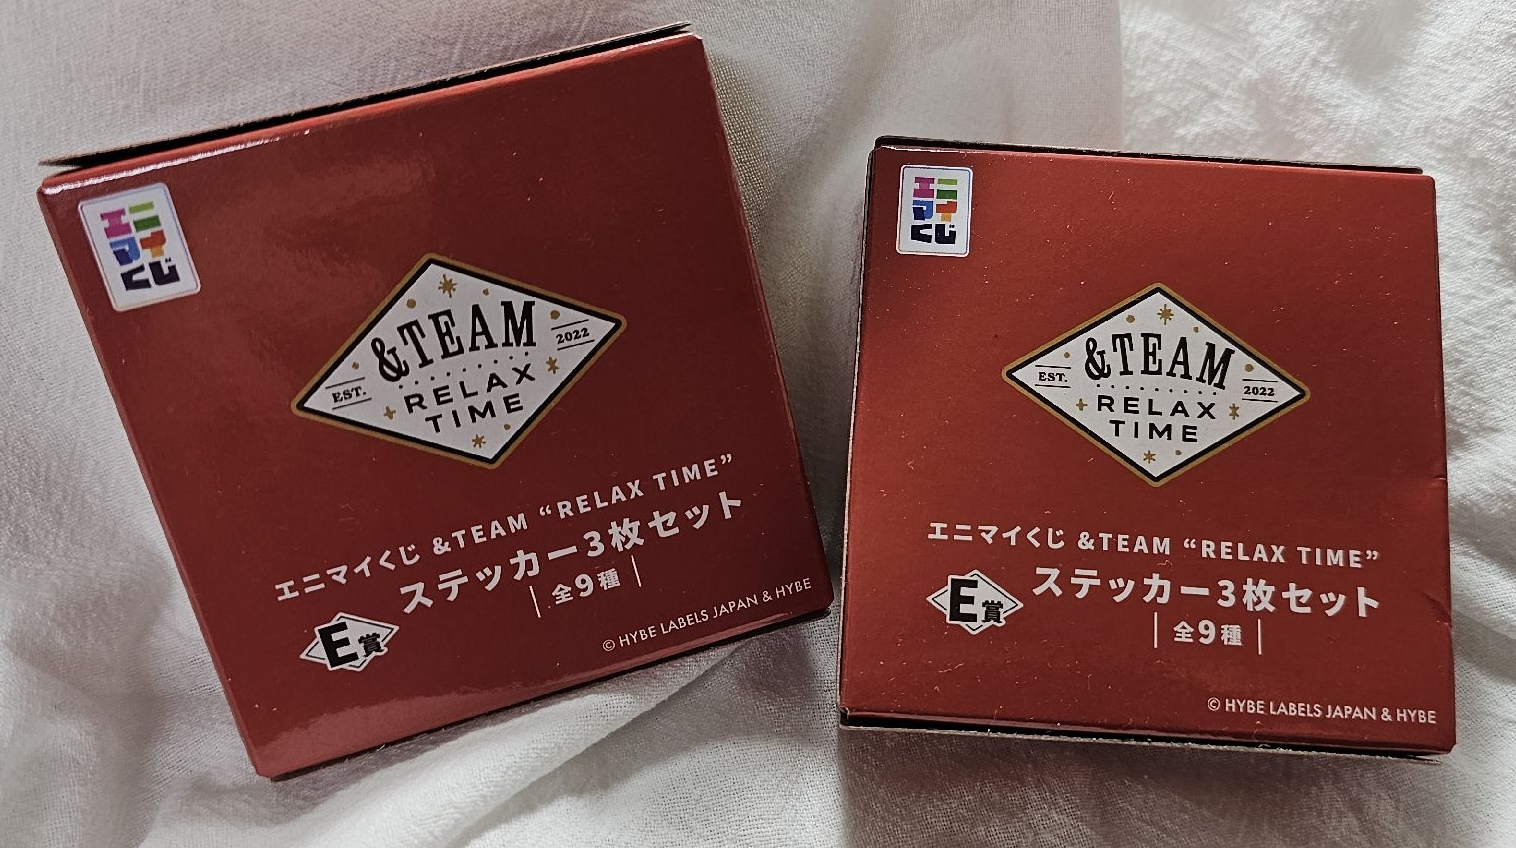 エニマイくじ
&TEAM
EST.
2022
RELAX
TIME
エニマイくじ &TEAM “RELAX TIME”
E賞
ステッカー3枚セット
全9種
© HYBE LABELS JAPAN & HYBE
エニマイくじ
&TEAM
EST.
2022
RELAX
TIME
エニマイくじ &TEAM “RELAX TIME”
E賞
ステッカー3枚セット
全9種
© HYBE LABELS JAPAN & HYBE